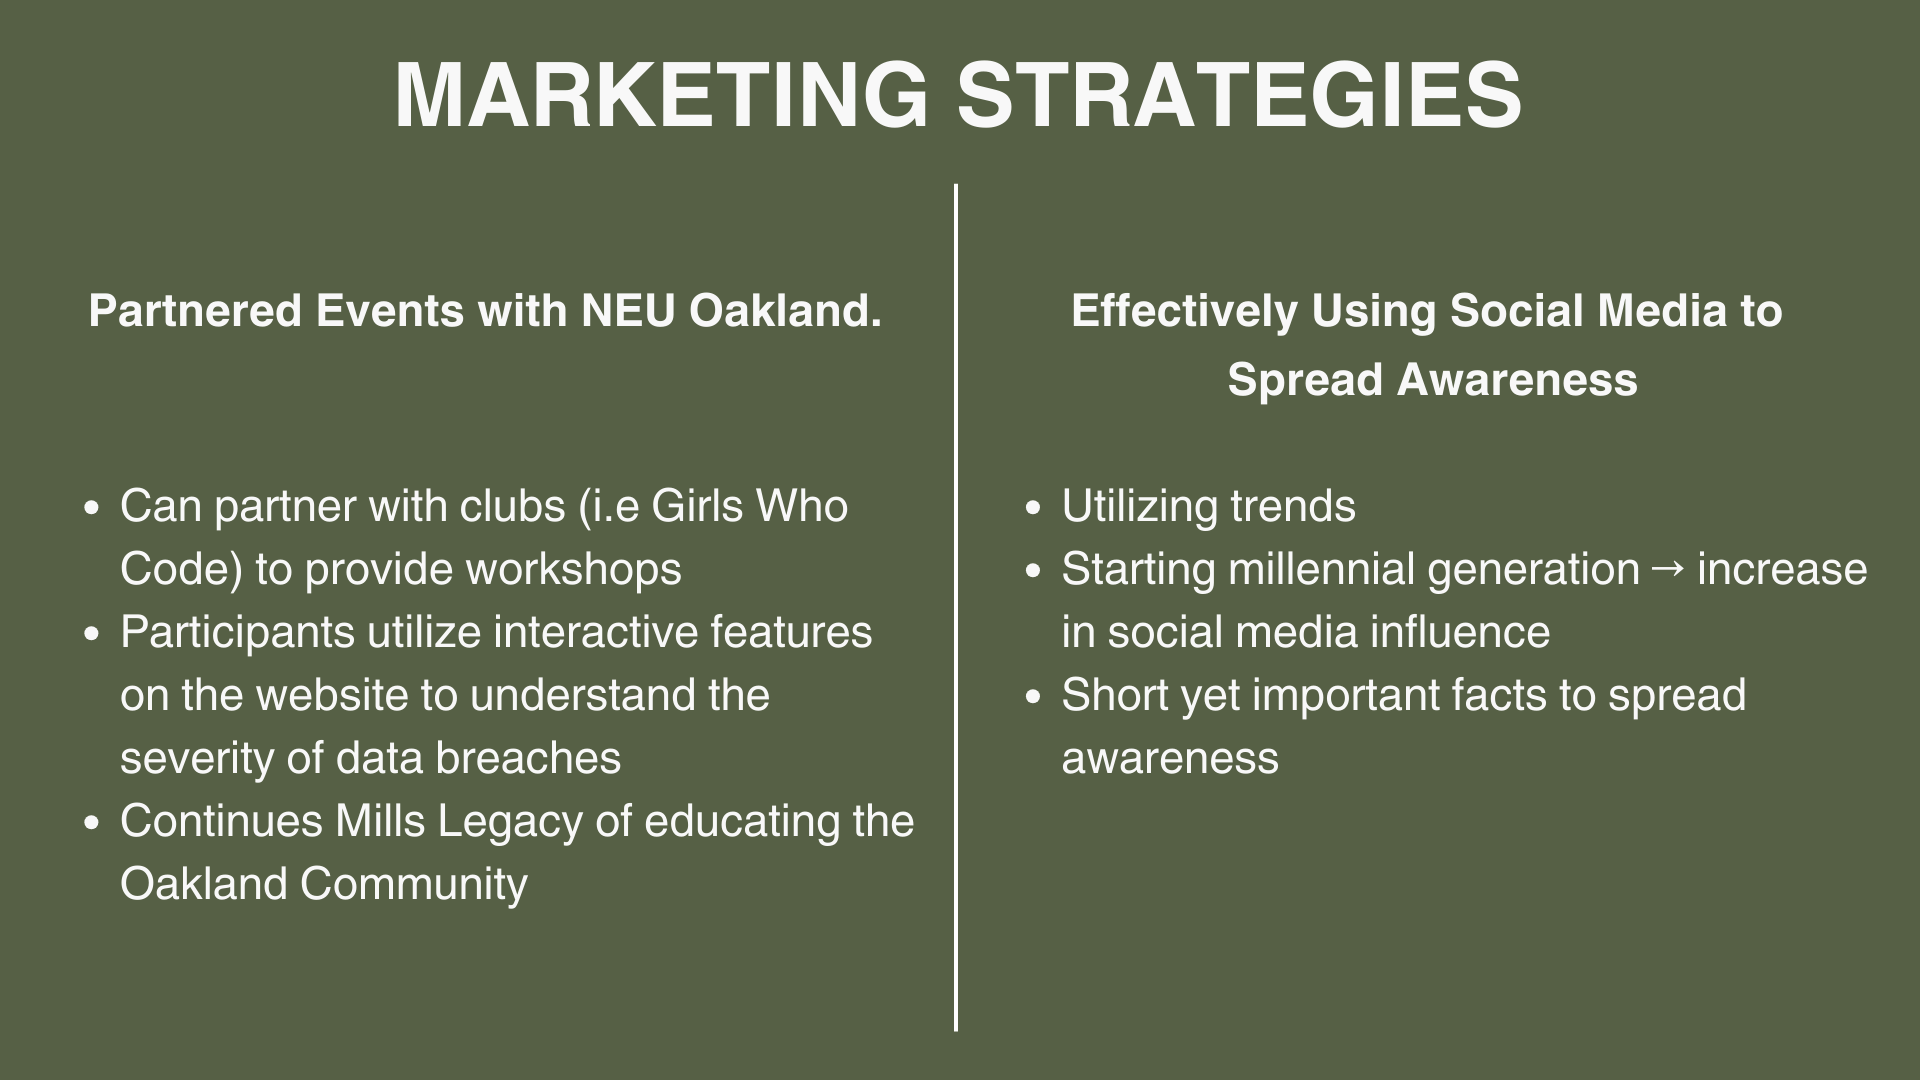 MARKETING STRATEGIES
Partnered Events with NEU Oakland.
• Can partner with clubs (i.e Girls Who
Code) to provide workshops
• Participants utilize interactive features
on the website to understand the
severity of data breaches
• Continues Mills Legacy of educating the
Oakland Community
Effectively Using Social Media to
Spread Awareness
• Utilizing trends
• Starting millennial generation → increase
in social media influence
• Short yet important facts to spread
awareness